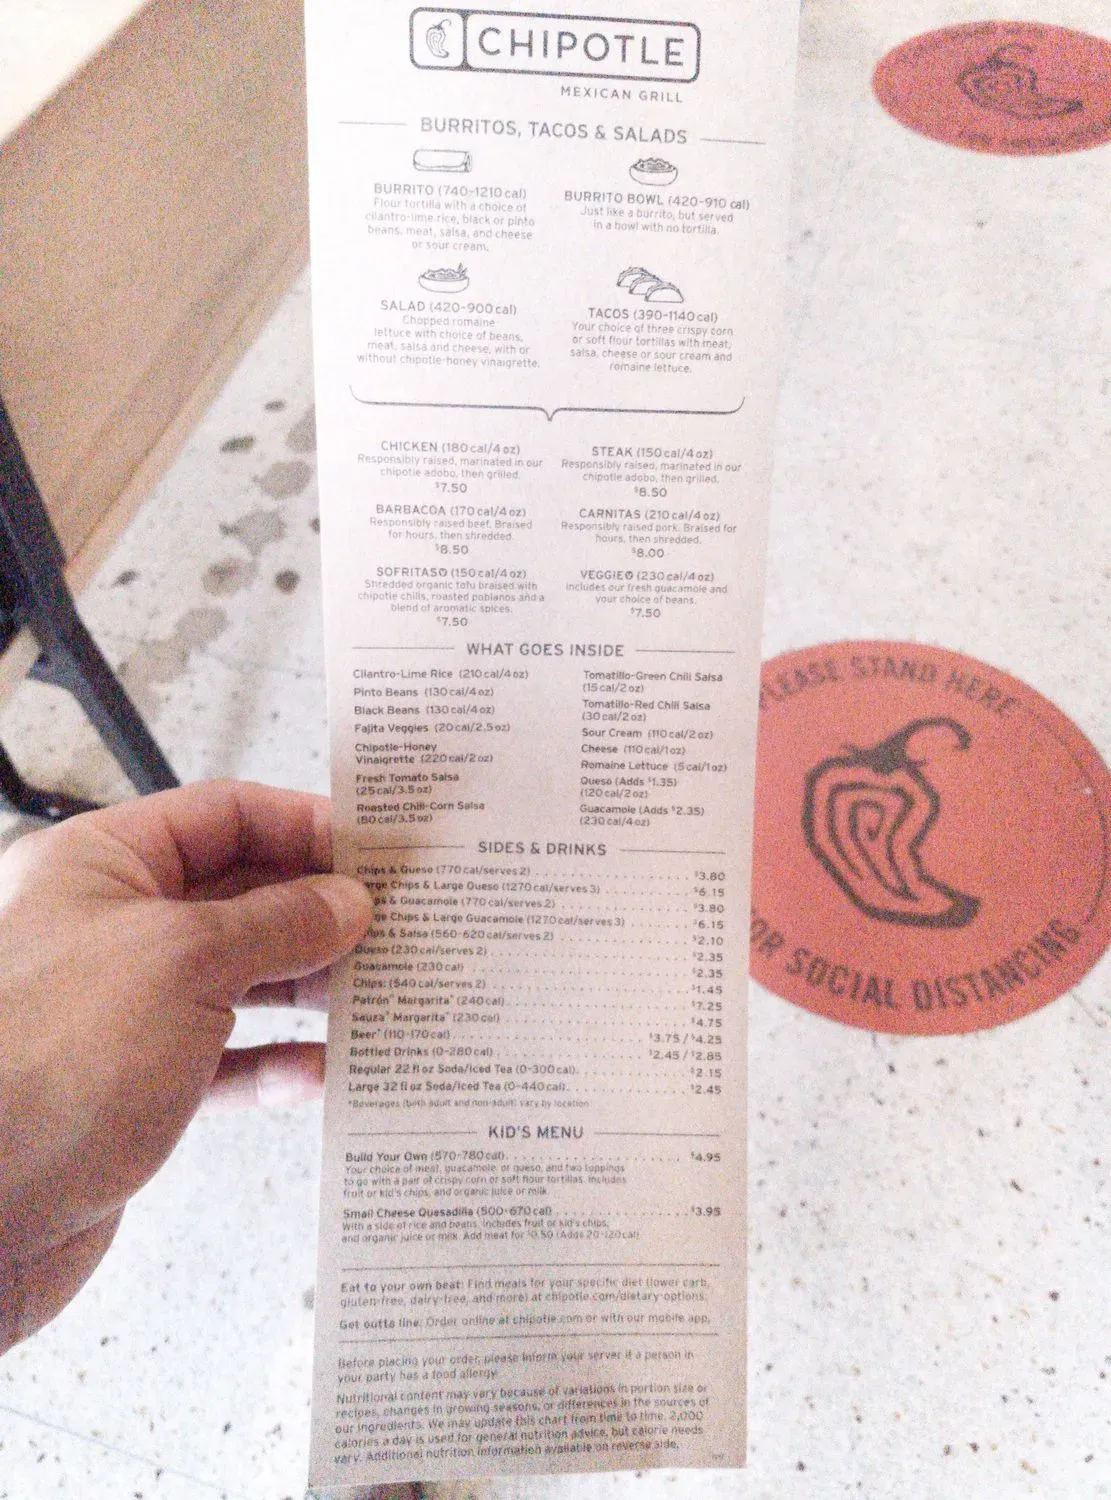 CHIPOTLE
MEXICAN GRILL
BURRITOS, TACOS & SALADS
BURRITO (740-1210 cal)
Flour tortilla with a choice of
cilantro-lime rice, black or pinto
beans, meat, salsa, and cheese
or sour cream.
BURRITO BOWL (420-910 cal)
Just like a burrito, but served
in a bowl with no tortilla.
SALAD (420-900 cal)
Chopped romaine
lettuce with choice of beans,
meat, salsa and cheese, with or
without chipotle-honey vinaigrette.
TACOS (390-1140 cal)
Your choice of three crispy corn
or soft flour tortillas with meat,
salsa, cheese or sour cream and
romaine lettuce.
CHICKEN (180 cal/4 oz)
Responsibly raised, marinated in our
chipotle adobo, then grilled.
$7.50
STEAK (150 cal/4 oz)
Responsibly raised, marinated in our
chipotle adobo, then grilled.
$8.50
BARBACOA (170 cal/4 oz)
Responsibly raised beef. Braised
for hours, then shredded.
$8.50
CARNITAS (210 cal/4 oz)
Responsibly raised pork. Braised for
hours, then shredded.
$8.00
SOFRITAS (150 cal/4 oz)
Shredded organic tofu braised with
chipotle chilis, roasted poblanos and a
blend of aromatic spices.
$7.50
VEGGIE (230 cal/4 oz)
Includes our fresh guacamole and
your choice of beans.
$7.50
WHAT GOES INSIDE
Cilantro-Lime Rice (210 cal/4 oz)
Pinto Beans (130 cal/4 oz)
Black Beans (130 cal/4 oz)
Fajita Veggies (20 cal/2.5 oz)
Chipotle-Honey
Vinaigrette (220 cal/2 oz)
Fresh Tomato Salsa
(25 cal/3.5 oz)
Roasted Chili-Corn Salsa
(80 cal/3.5 oz)
Tomatillo-Green Chili Salsa
(15 cal/2 oz)
Tomatillo-Red Chili Salsa
(30 cal/2 oz)
Sour Cream (110 cal/2 oz)
Cheese (110 cal/1 oz)
Romaine Lettuce (5 cal/1 oz)
Queso (Adds $1.35)
(120 cal/2 oz)
Guacamole (Adds $2.35)
(230 cal/4 oz)
SIDES & DRINKS
Chips & Queso (770 cal/serves 2) $3.80
Chips & Large Queso (1270 cal/serves 3) $6.15
& Guacamole (770 cal/serves 2) $3.80
Chips & Large Guacamole (1270 cal/serves 3) $6.15
& Salsa (560-620 cal/serves 2) $2.10
Queso (230 cal/serves 2) $2.35
Guacamole (230 cal) $2.35
Chips: (540 cal/serves 2) $1.45
Patrón* Margarita* (240 cal) $7.25
Sauza* Margarita* (230 cal) $4.75
Beer* (110-170 cal) $3.75 / $4.25
Bottled Drinks (0-280 cal) $2.45 / $2.85
Regular 22 fl oz Soda/Iced Tea (0-300 cal) $2.15
Large 32 fl oz Soda/Iced Tea (0-440 cal) $2.45
*Beverages (both adult and non-adult) vary by location
KID'S MENU
Build Your Own (570-780 cal) $4.95
Your choice of meat, guacamole, or queso, and two toppings
to go with a pair of crispy corn or soft flour tortillas. Includes
fruit or kid's chips, and organic juice or milk.
Small Cheese Quesadilla (500-670 cal) $3.95
With a side of rice and beans. Includes fruit or kid's chips,
and organic juice or milk. Add meat for $0.50 (Adds 20-120 cal)
Eat to your own beat: Find meals for your specific diet (lower carb,
gluten-free, dairy-free, and more) at chipotle.com/dietary-options.
Get outta line: Order online at chipotle.com or with our mobile app.
Before placing your order, please inform your server if a person in
your party has a food allergy.
Nutritional content may vary because of variations in portion size or
recipes, changes in growing seasons, or differences in the sources of
our ingredients. We may update this chart from time to time. 2,000
calories a day is used for general nutrition advice, but calorie needs
vary. Additional nutrition information available on reverse side.
PLEASE STAND HERE
FOR SOCIAL DISTANCING